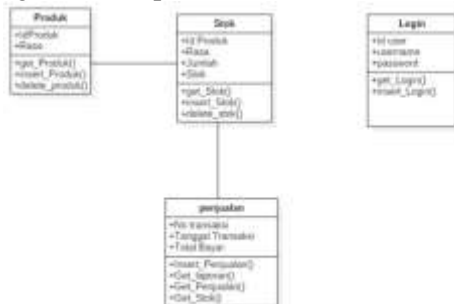 Produk
+IdProduk
+Rasa
+get_Produk()
+insert_Produk()
+delete_produk()
Stok
+Id Produk
+Rasa
+Jumlah
+Stok
+get_Stok()
+insert_Stok()
+delete_stok()
Login
+id user
+username
+password
+get_Login()
+insert_Login()
penjualan
+No transaksi
+Tanggal Transaksi
+Total Bayar
+Insert_Penjualan()
+Get_laporan()
+Get_Penjualan()
+Get_Stok()